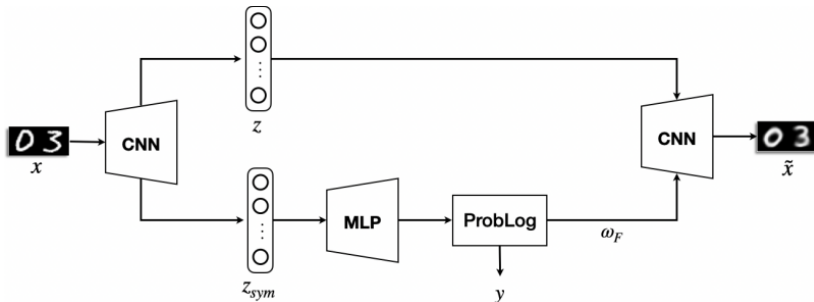 z
0 3
x
CNN
CNN
0 3
x̃
z_sym
MLP
ProbLog
ω_F
y